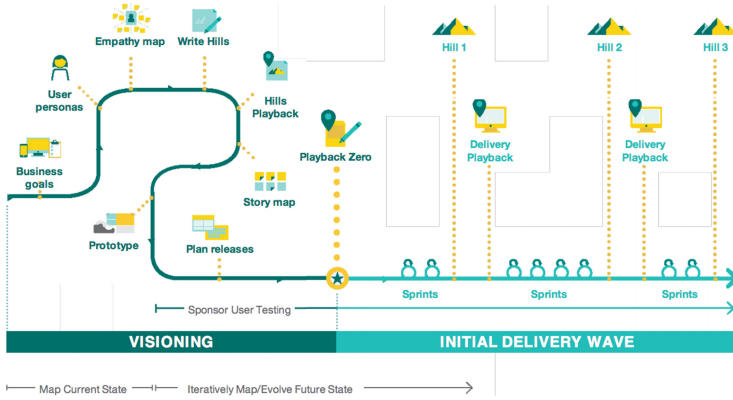 Empathy map
Write Hills
Hill 1
Hill 2
Hill 3
User
personas
Hills
Playback
Business
goals
Playback Zero
Delivery
Playback
Delivery
Playback
Story map
Prototype
Plan releases
Sprints
Sprints
Sprints
Sponsor User Testing
VISIONING
INITIAL DELIVERY WAVE
Map Current State
Iteratively Map/Evolve Future State